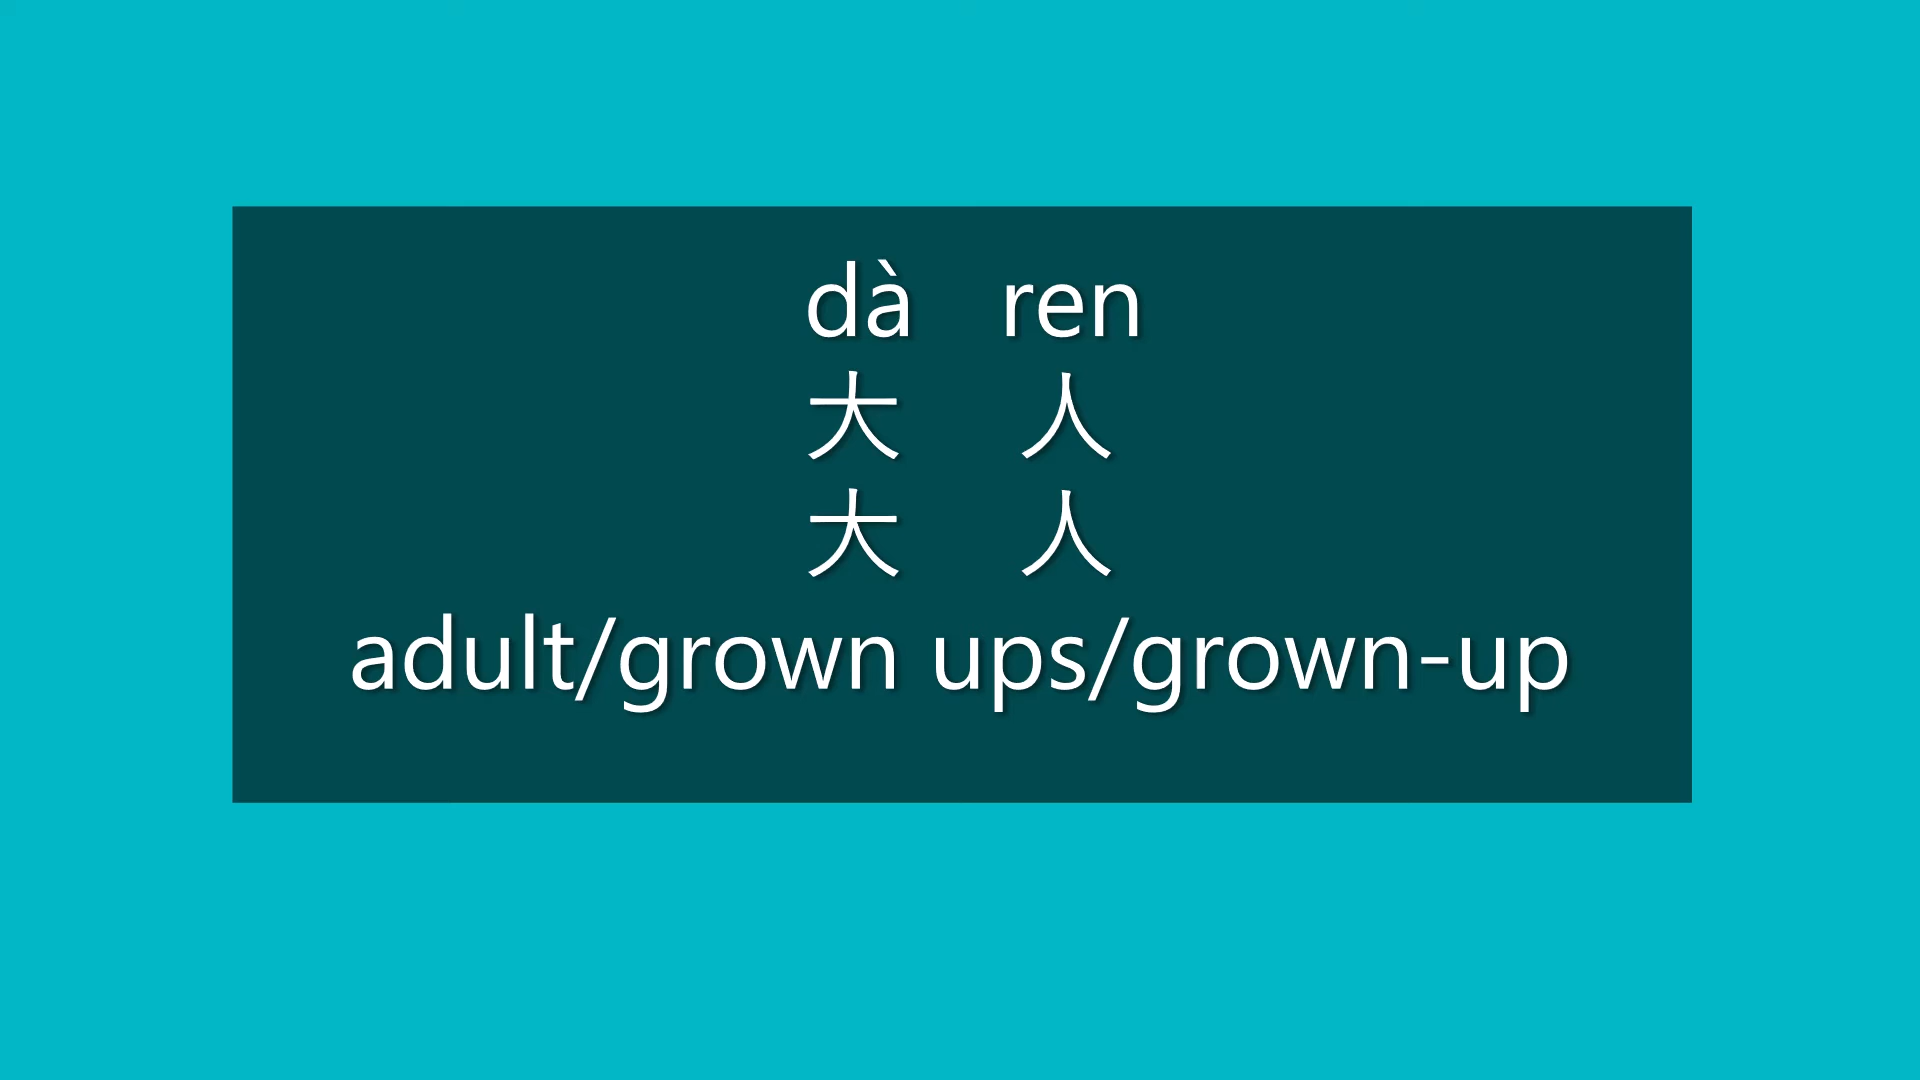 dà ren
大 人
大 人
adult/grown ups/grown-up